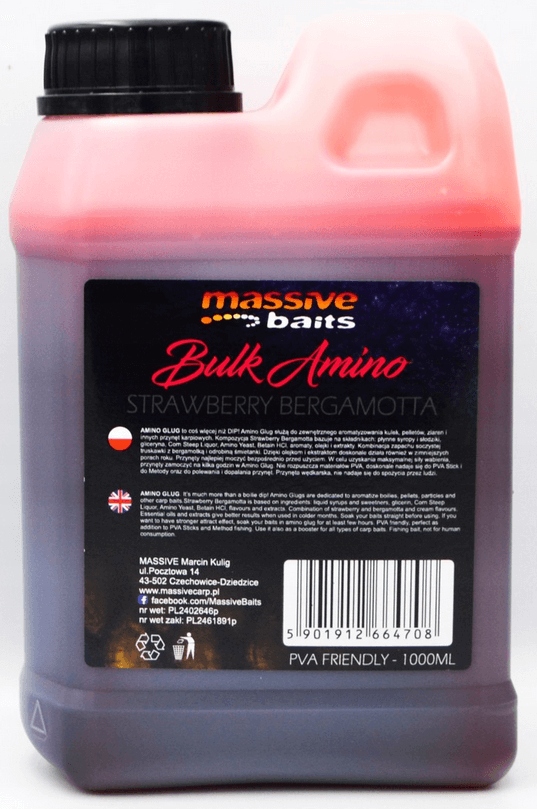 massive
baits
Bulk Amino
STRAWBERRY BERGAMOTTA
AMINO GLUG to coś więcej niż DIP! Amino Glug służą do zewnętrznego aromatyzowania kulek, pelletów, ziaren i
innych przynęt karpiowych. Kompozycja Strawberry Bergamota bazuje na składnikach: płynne syropy i słodziki,
gliceryna, Corn Steep Liquor, Amino Yeast, Betain HCl, aromaty, olejki i extrakty. Kombinacja zapachu soczystej
truskawki z bergamotką i odrobiną śmietanki. Dzięki olejkom i ekstraktom doskonale działa również w zimniejszych
porach roku. Przynęty najlepiej moczyć bezpośrednio przed użyciem. W celu uzyskania maksymalnej siły wabienia
przynęty zamoczyć na kilka godzin w Amino Glug. Nie rozpuszcza materiałów PVA, doskonale nadaje się do PVA Stick i
do Metody oraz do polewania i dopalania przynęt. Przynęta wędkarska, nie nadaje się do spożycia przez ludzi.
AMINO GLUG It's much more than a boilie dip! Amino Glugs are dedicated to aromatize boilies, pellets, particles and
other carp baits. Strawberry Bergamota is based on ingredients: liquid syrups and sweetners, glicerin, Corn Steep
Liquor, Amino Yeast, Betain HCl, flavours and extracts. Combination of strawberry and bergamota and cream flavours.
Essential oils and extracts give better results when used in colder months. Soak your baits straight before using. If you
want to have stronger attract effect, soak your baits in amino glug for at least few hours. PVA friendly, perfect as
addition to PVA Sticks and Method fishing. Use it also as a booster for all types of carp baits. Fishing bait, not for human
consumption.
MASSIVE Marcin Kulig
ul.Pocztowa 14
43-502 Czechowice-Dziedzice
www.massivecarp.pl
facebook.com/MassiveBaits
nr wet: PL2402646p
nr wet zakl: PL2461891p
5 901912 664708
PVA FRIENDLY - 1000ML